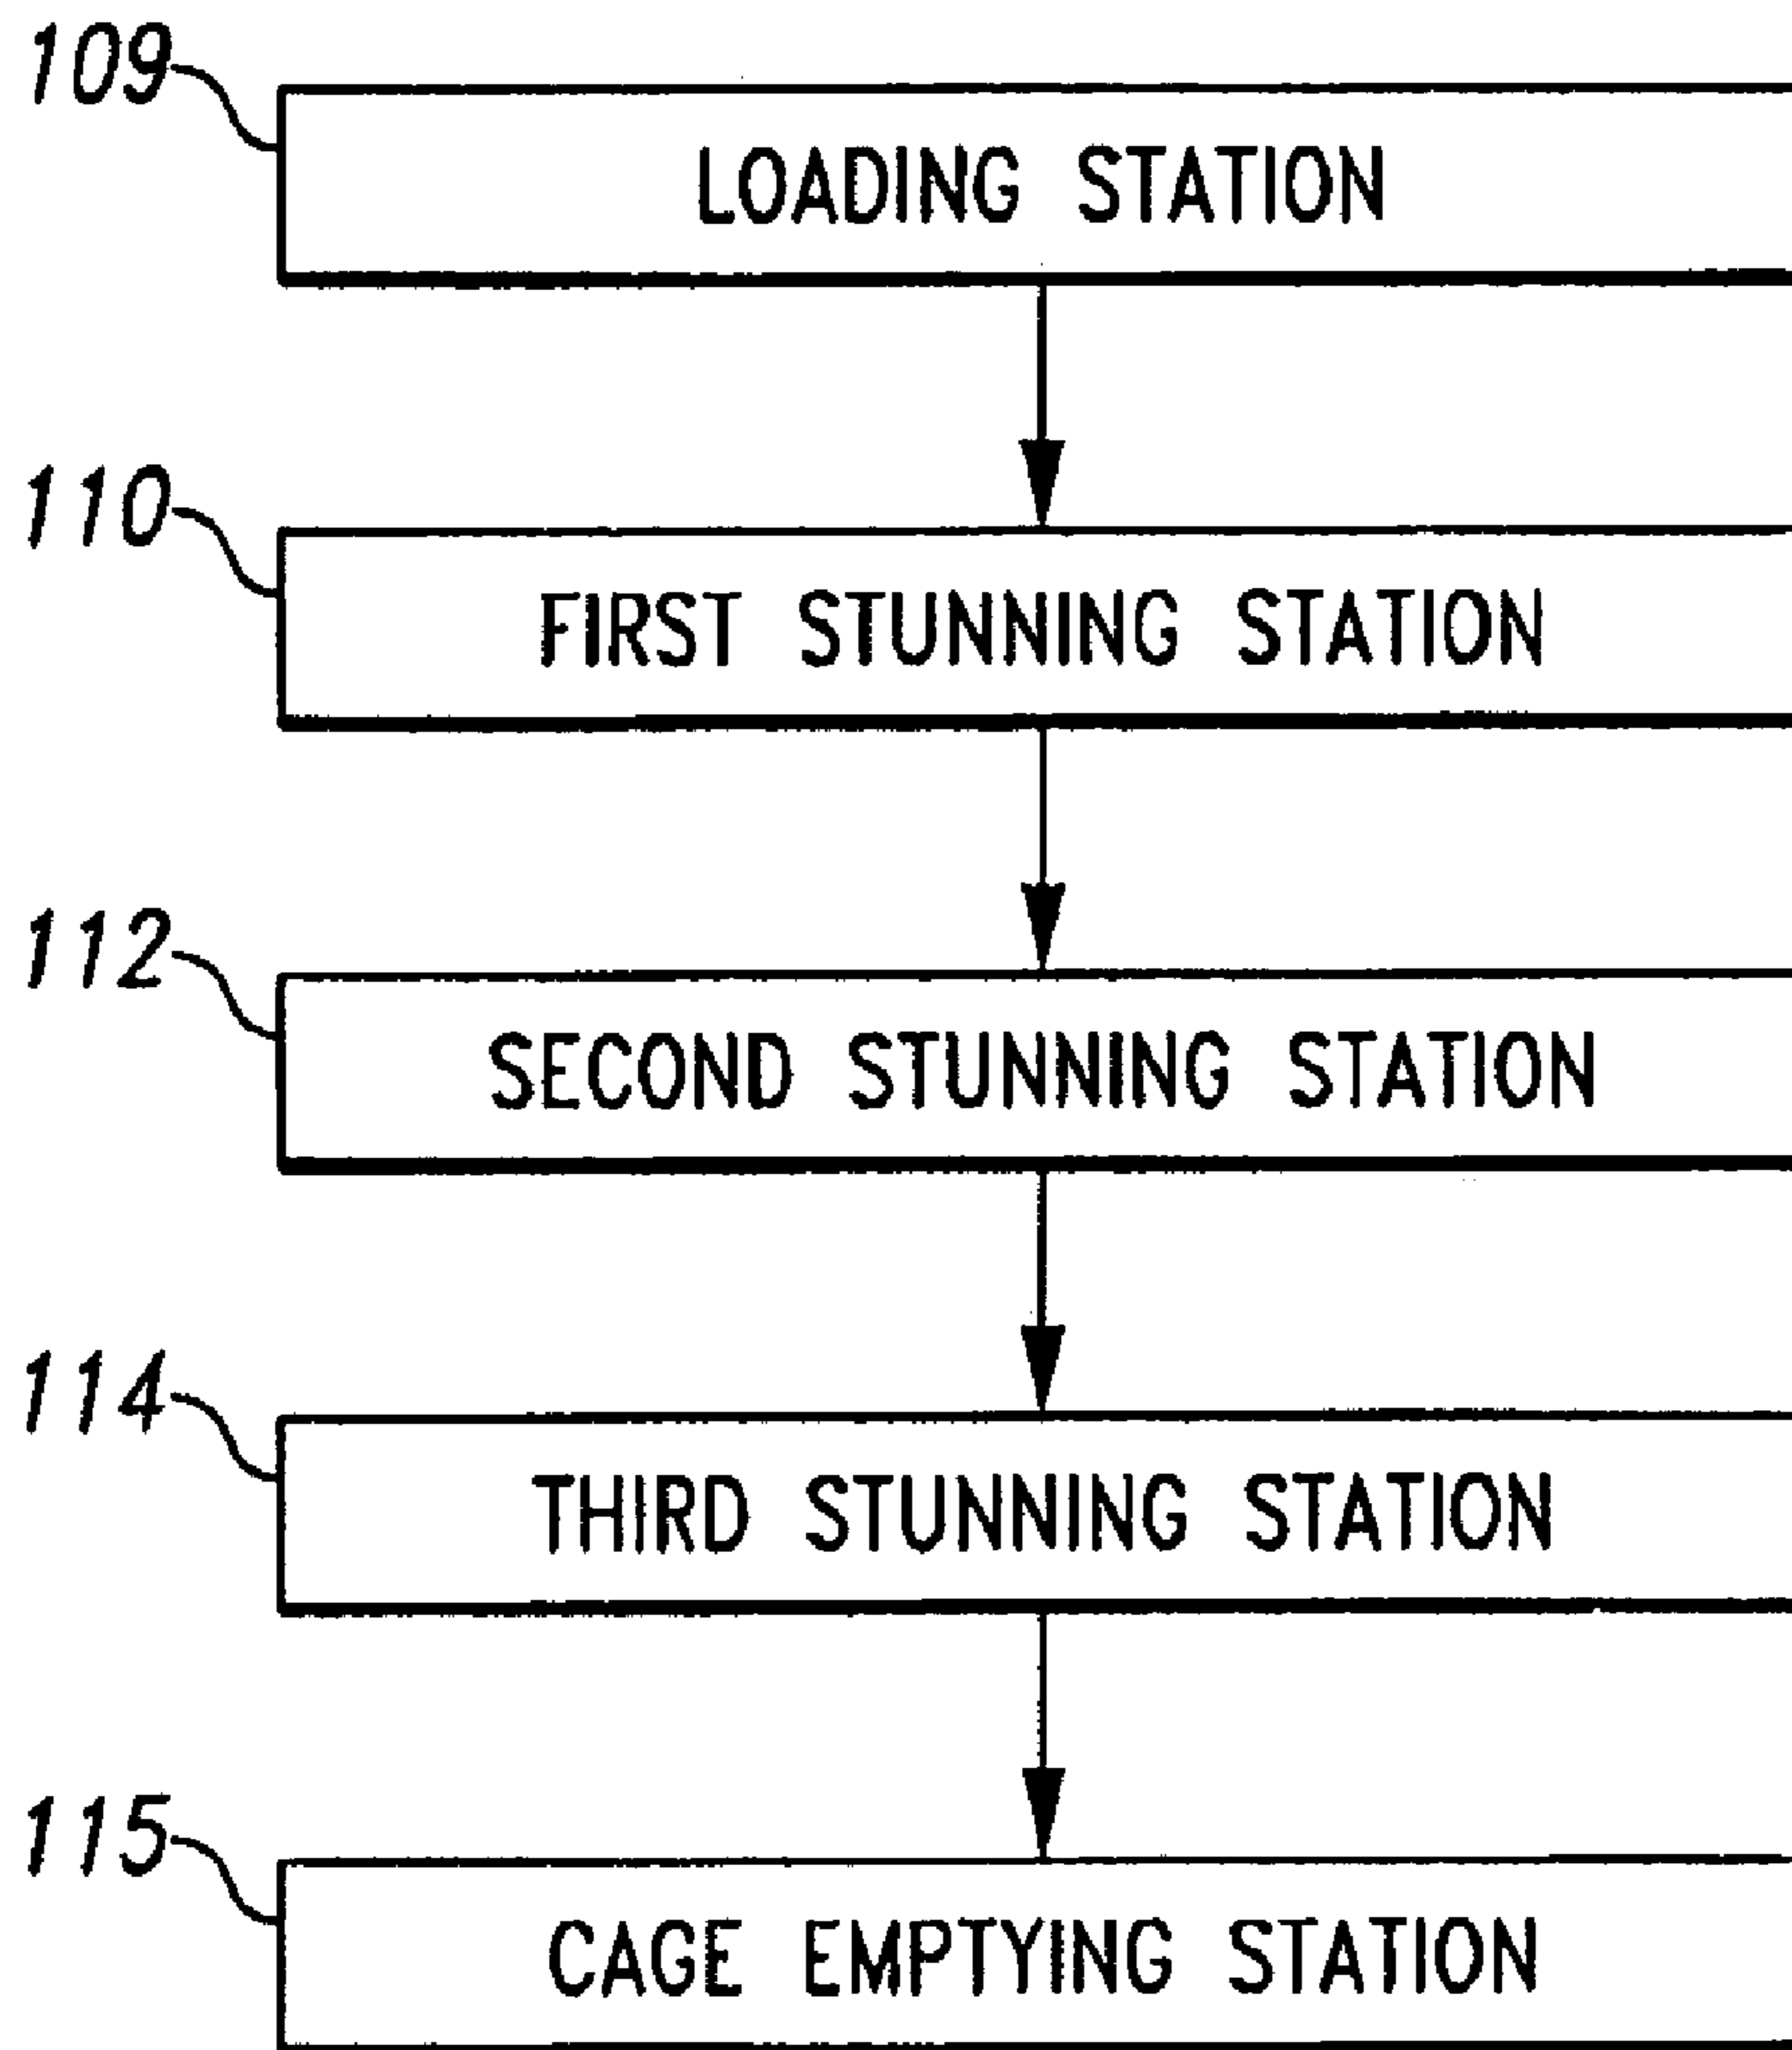 109
LOADING STATION
110
FIRST STUNNING STATION
112
SECOND STUNNING STATION
114
THIRD STUNNING STATION
115
CAGE EMPTYING STATION